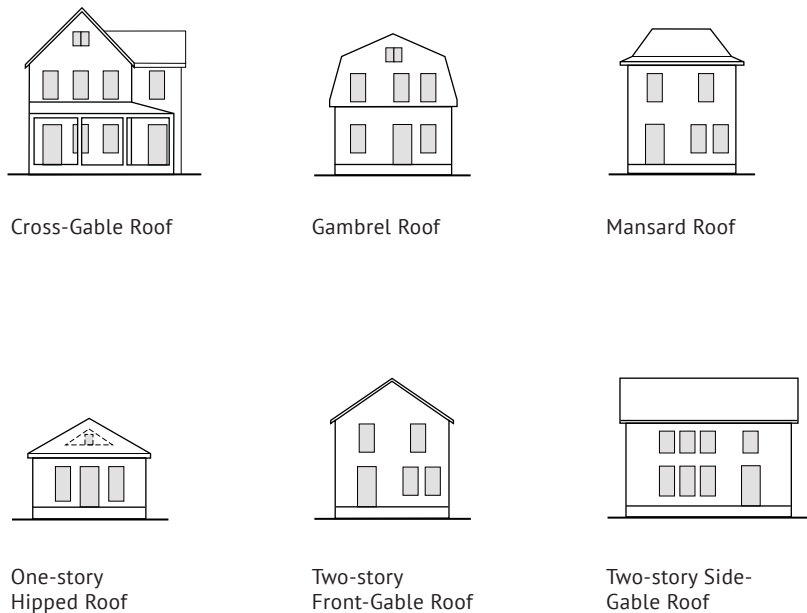 Cross-Gable Roof
Gambrel Roof
Mansard Roof
One-story
Hipped Roof
Two-story
Front-Gable Roof
Two-story Side-
Gable Roof